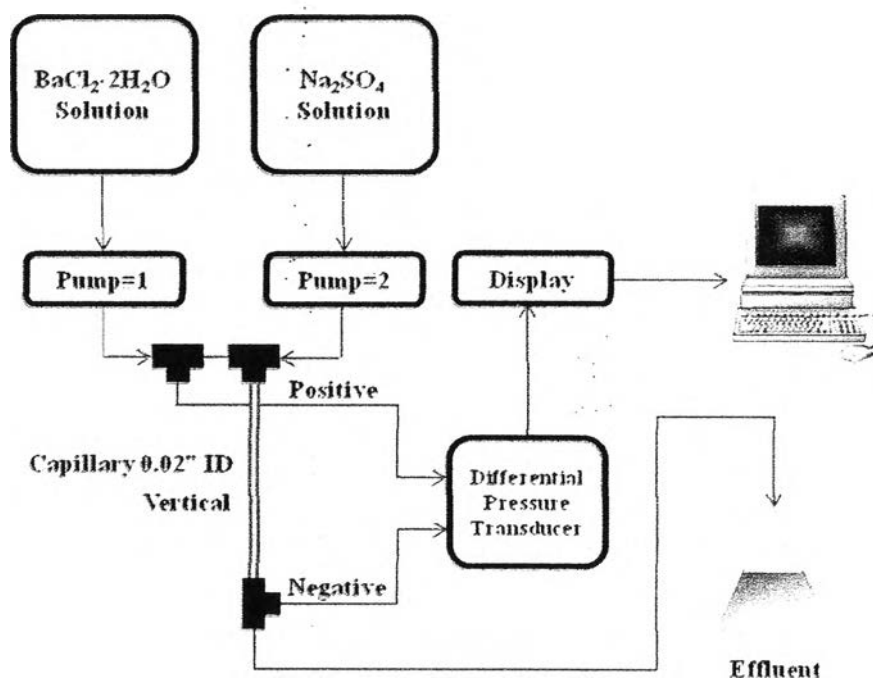 BaCl₂·2H₂O
Solution
Na₂SO₄
Solution
Pump=1
Pump=2
Display
Positive
Capillary 0.02" ID
Vertical
Differential
Pressure
Transducer
Negative
Effluent